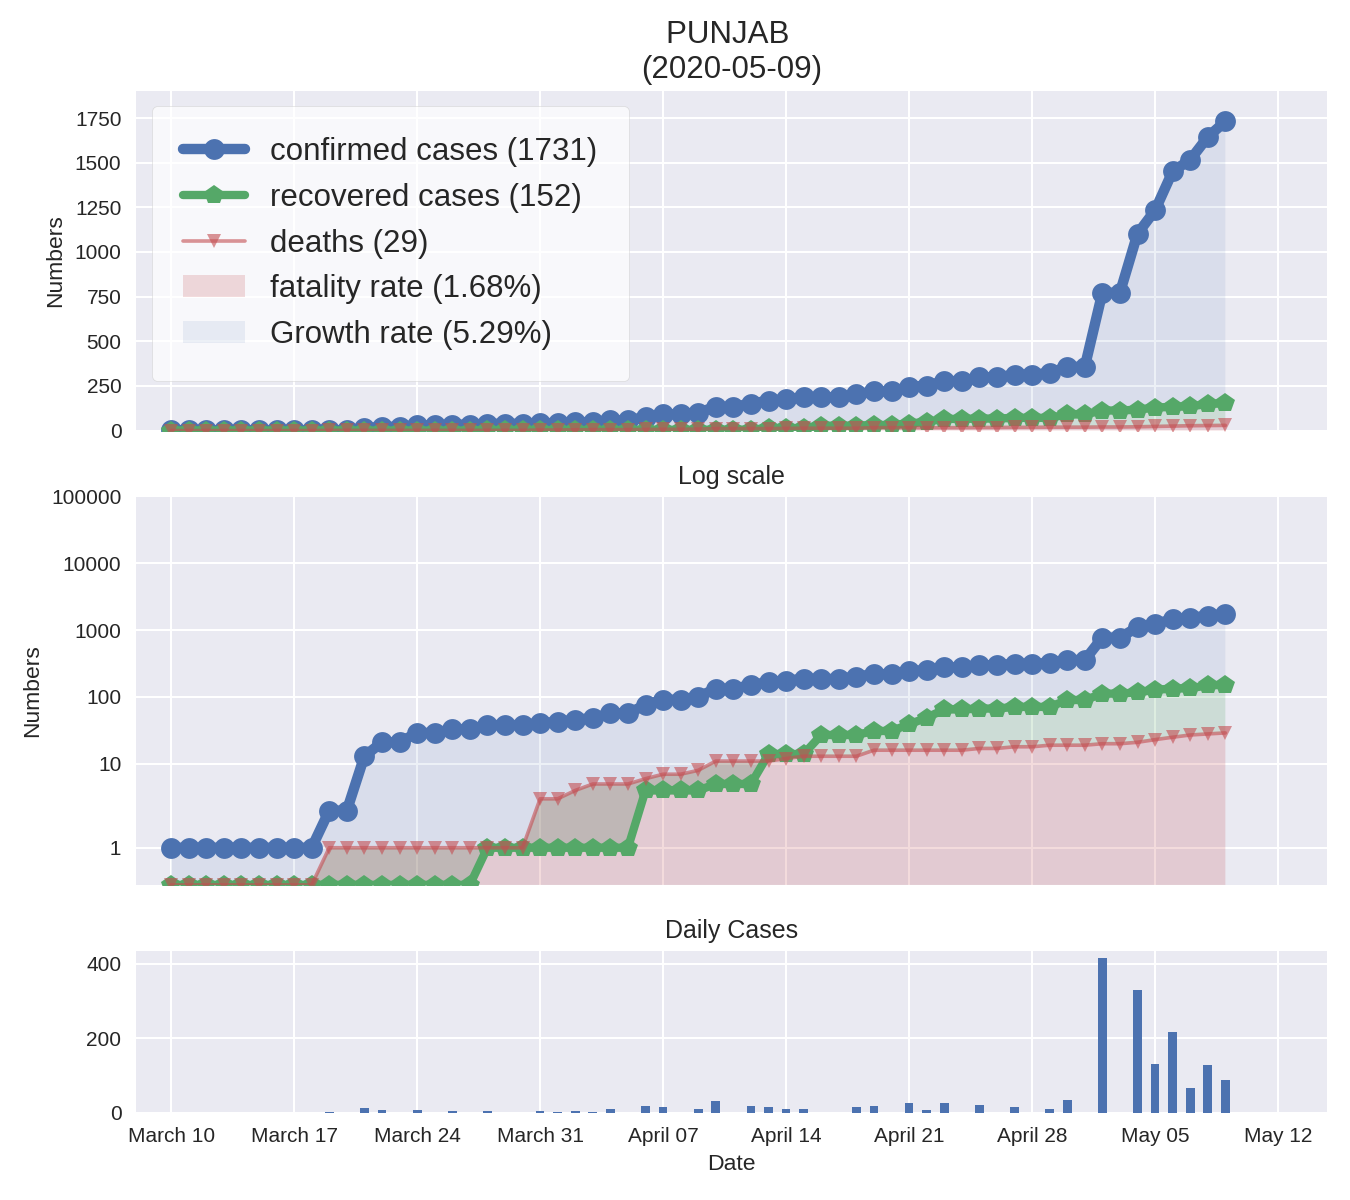 PUNJAB
(2020-05-09)
1750
1500
1250
1000
750
500
250
0
Numbers
confirmed cases (1731)
recovered cases (152)
deaths (29)
fatality rate (1.68%)
Growth rate (5.29%)
Log scale
100000
10000
1000
100
10
1
Numbers
Daily Cases
400
200
0
March 10 March 17 March 24 March 31 April 07 April 14 April 21 April 28 May 05 May 12
Date